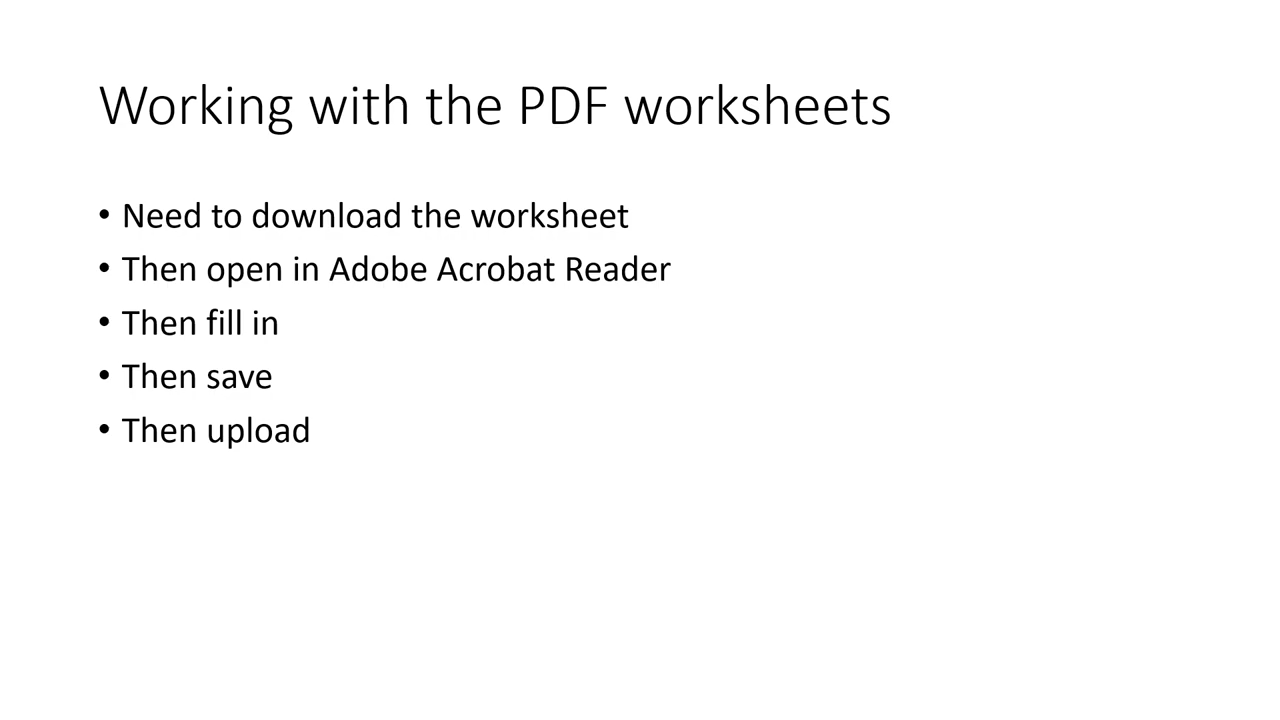 Working with the PDF worksheets
• Need to download the worksheet
• Then open in Adobe Acrobat Reader
• Then fill in
• Then save
• Then upload